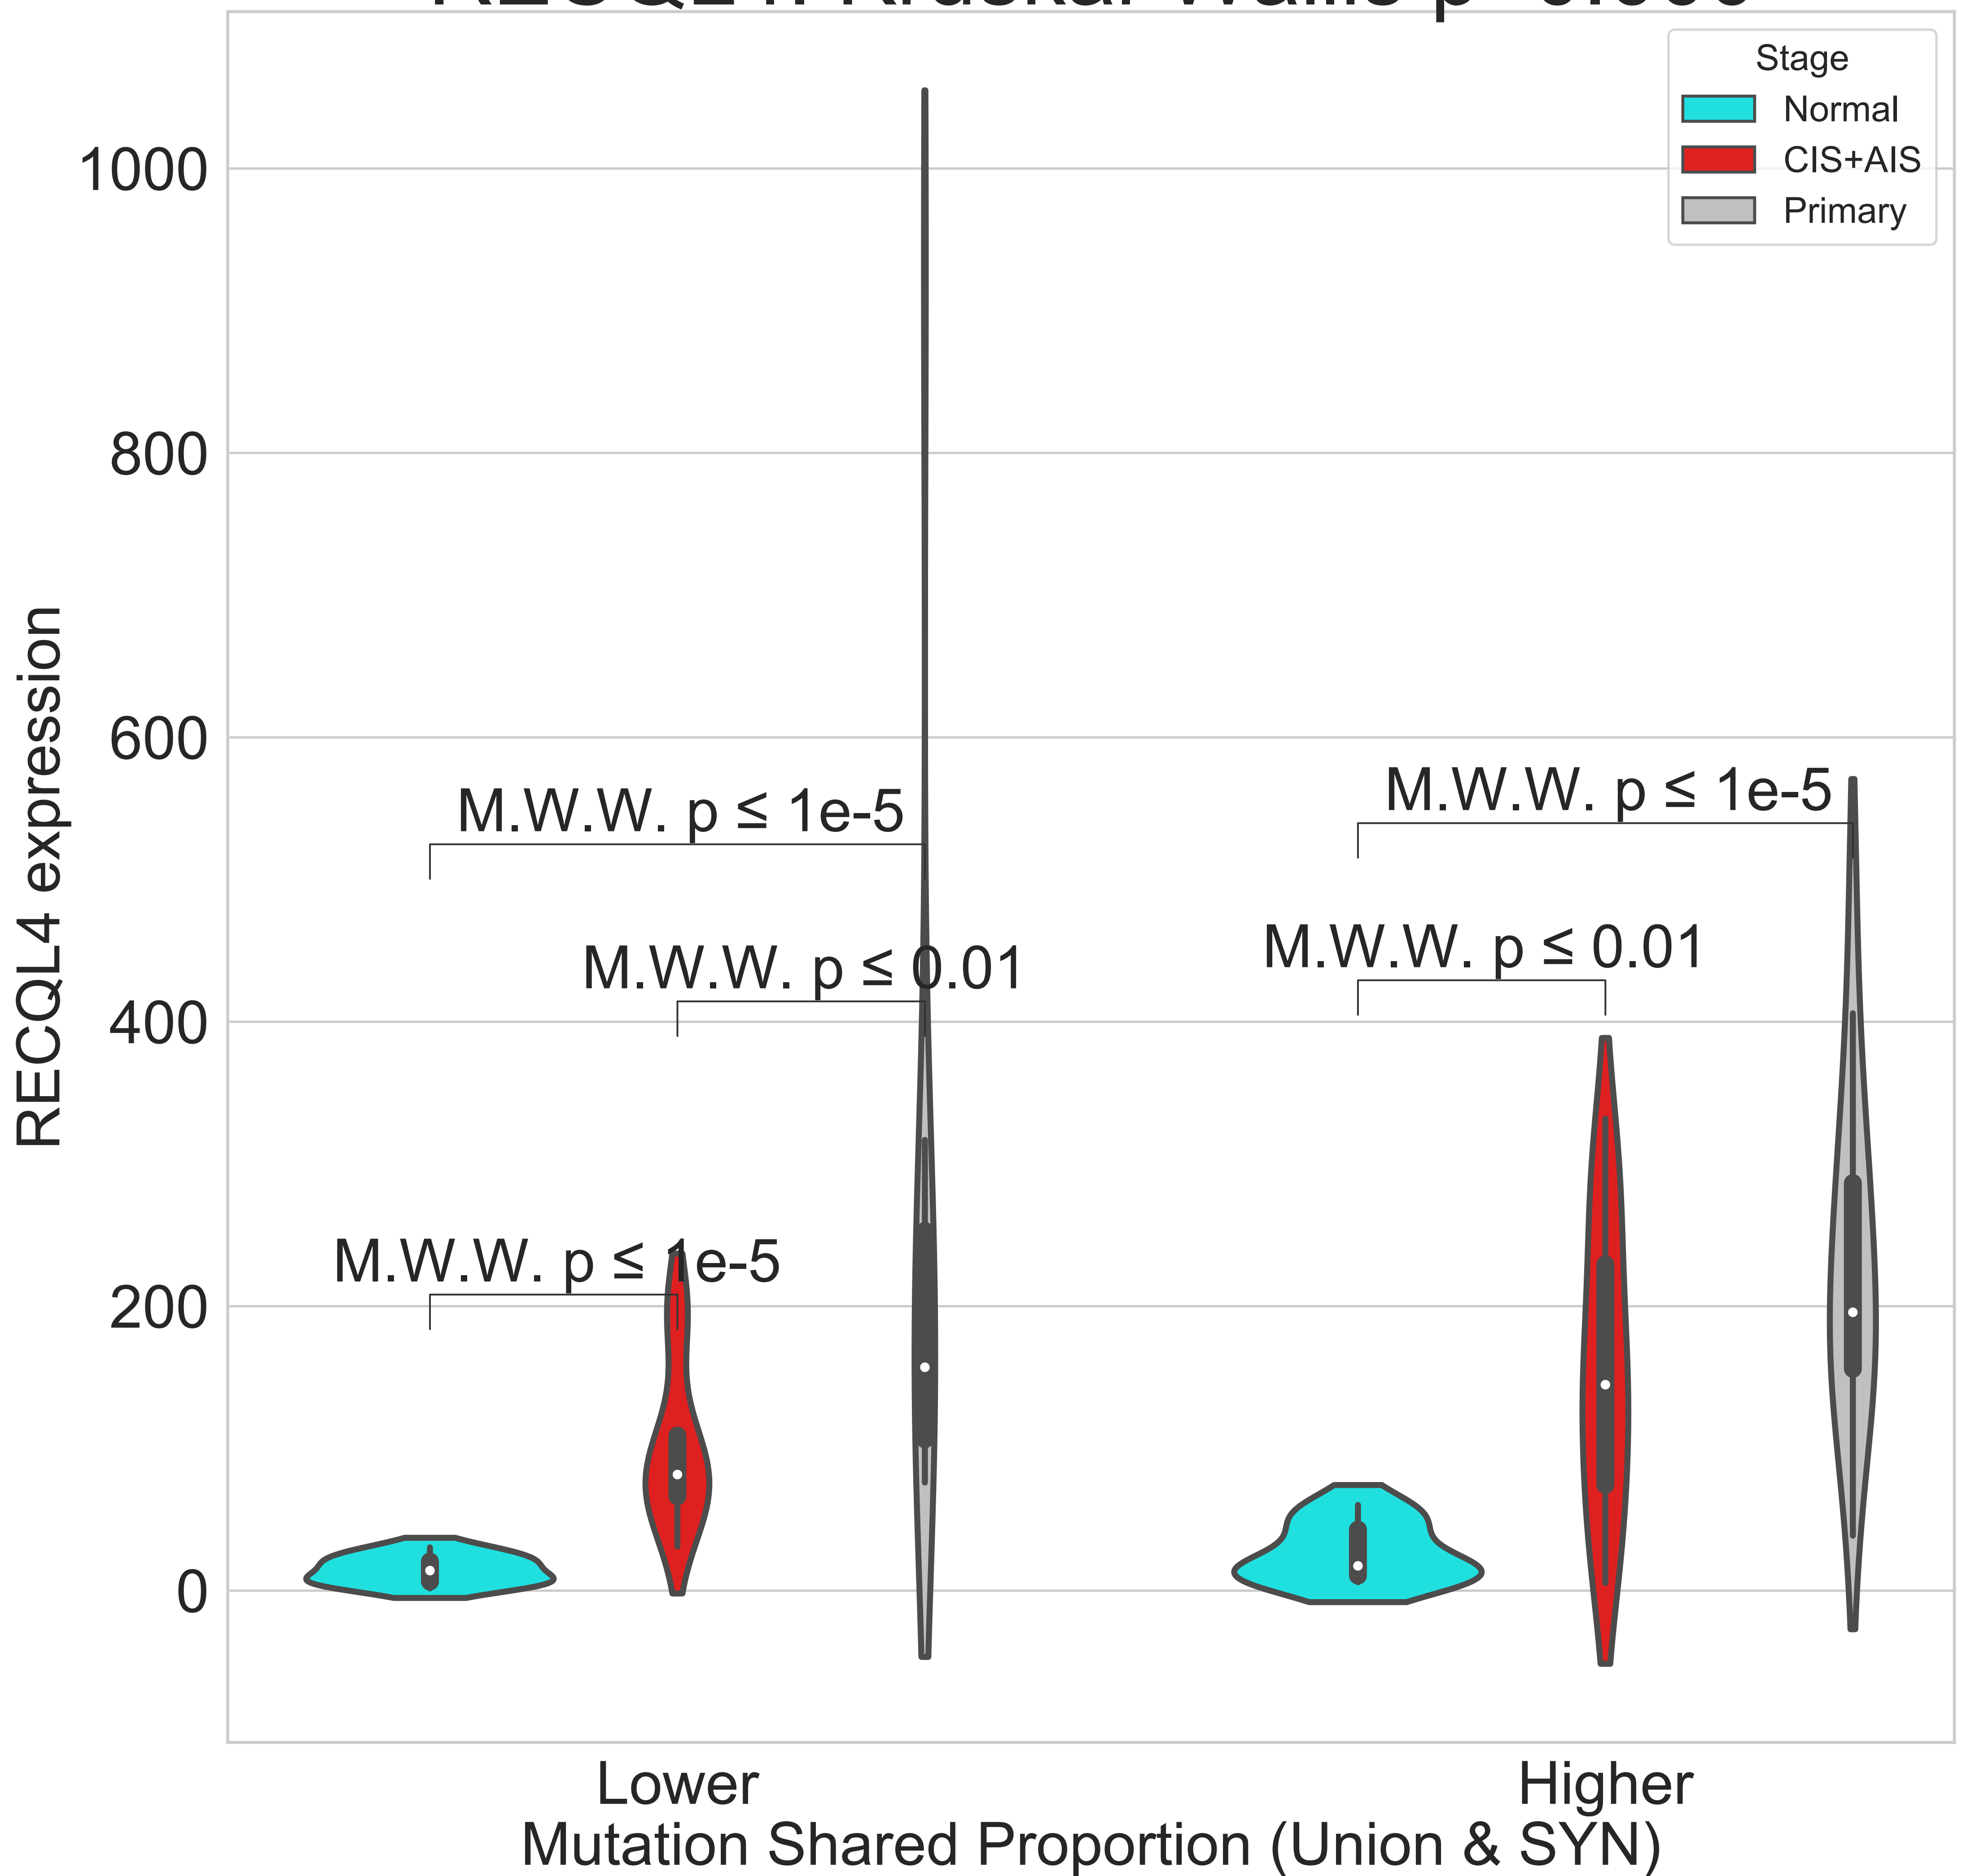 Stage
Normal
CIS+AIS
Primary
1000
800
600
400
200
0
RECQL4 expression
M.W.W. p ≤ 1e-5
M.W.W. p ≤ 1e-5
M.W.W. p ≤ 0.01
M.W.W. p ≤ 0.01
M.W.W. p ≤ 1e-5
Lower
Higher
Mutation Shared Proportion (Union & SYN)